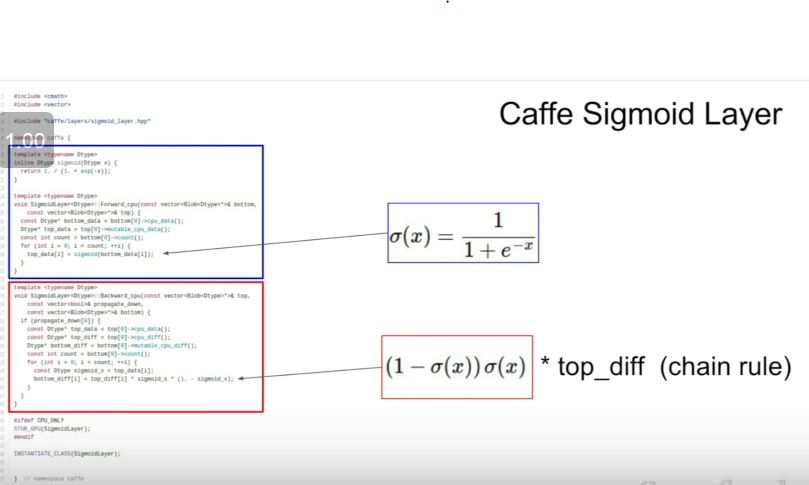 Caffe Sigmoid Layer
#include <cmath>
#include <vector>
#include "caffe/layers/sigmoid_layer.hpp"
1.00
namespace caffe {
template <typename Dtype>
inline Dtype sigmoid(Dtype x) {
return 1. / (1. + exp(-x));
}
template <typename Dtype>
void SigmoidLayer<Dtype>::Forward_cpu(const vector<Blob<Dtype>*>& bottom,
const vector<Blob<Dtype>*>& top) {
const Dtype* bottom_data = bottom[0]->cpu_data();
Dtype* top_data = top[0]->mutable_cpu_data();
const int count = bottom[0]->count();
for (int i = 0; i < count; ++i) {
top_data[i] = sigmoid(bottom_data[i]);
}
}
σ(x) = 1 / (1 + e^{-x})
template <typename Dtype>
void SigmoidLayer<Dtype>::Backward_cpu(const vector<Blob<Dtype>*>& top,
const vector<bool>& propagate_down,
const vector<Blob<Dtype>*>& bottom) {
if (propagate_down[0]) {
const Dtype* top_data = top[0]->cpu_data();
const Dtype* top_diff = top[0]->cpu_diff();
Dtype* bottom_diff = bottom[0]->mutable_cpu_diff();
const int count = bottom[0]->count();
for (int i = 0; i < count; ++i) {
const Dtype sigmoid_x = top_data[i];
bottom_diff[i] = top_diff[i] * sigmoid_x * (1. - sigmoid_x);
}
}
}
(1 − σ(x)) σ(x) * top_diff (chain rule)
#ifdef CPU_ONLY
STUB_GPU(SigmoidLayer);
#endif
INSTANTIATE_CLASS(SigmoidLayer);
} // namespace caffe